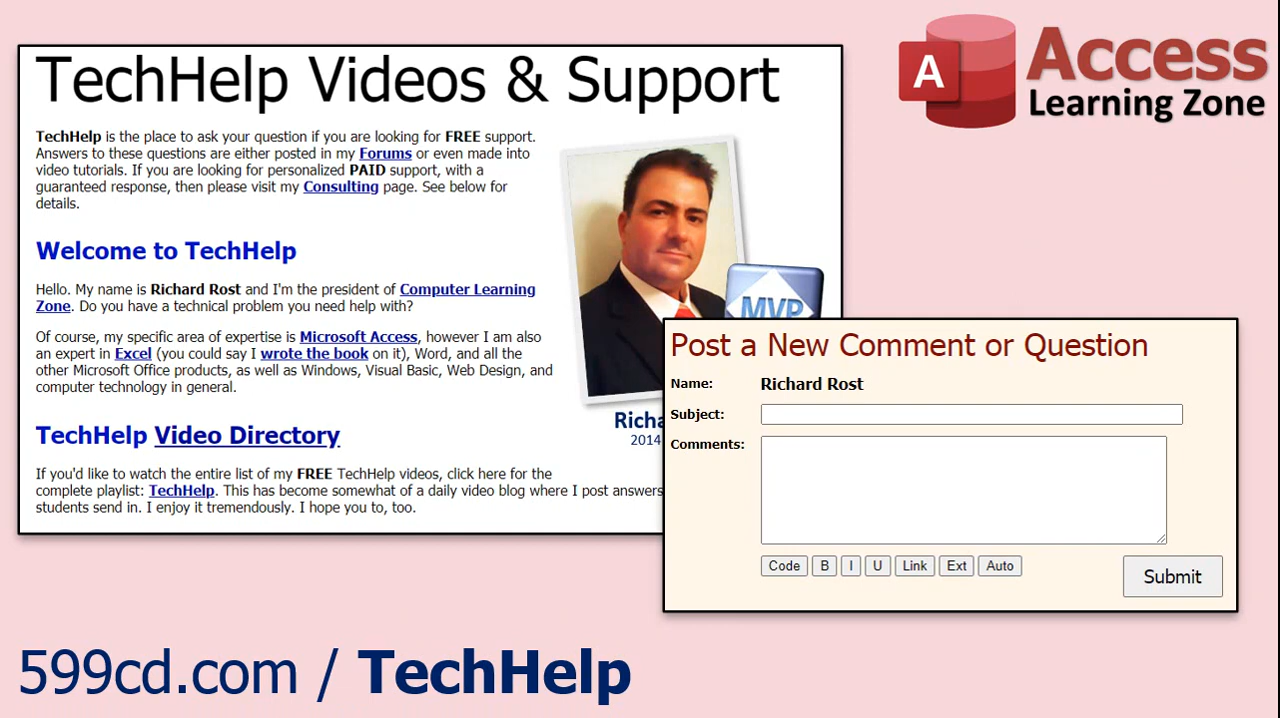 TechHelp Videos & Support
TechHelp is the place to ask your question if you are looking for FREE support.
Answers to these questions are either posted in my Forums or even made into
video tutorials. If you are looking for personalized PAID support, with a
guaranteed response, then please visit my Consulting page. See below for
details.
Welcome to TechHelp
Hello. My name is Richard Rost and I'm the president of Computer Learning
Zone. Do you have a technical problem you need help with?
Of course, my specific area of expertise is Microsoft Access, however I am also
an expert in Excel (you could say I wrote the book on it), Word, and all the
other Microsoft Office products, as well as Windows, Visual Basic, Web Design, and
computer technology in general.
TechHelp Video Directory
If you'd like to watch the entire list of my FREE TechHelp videos, click here for the
complete playlist: TechHelp. This has become somewhat of a daily video blog where I post answers
students send in. I enjoy it tremendously. I hope you to, too.
MVP
Richa
2014
A
Access
Learning Zone
Post a New Comment or Question
Name: Richard Rost
Subject:
Comments:
Code B I U Link Ext Auto
Submit
599cd.com / TechHelp